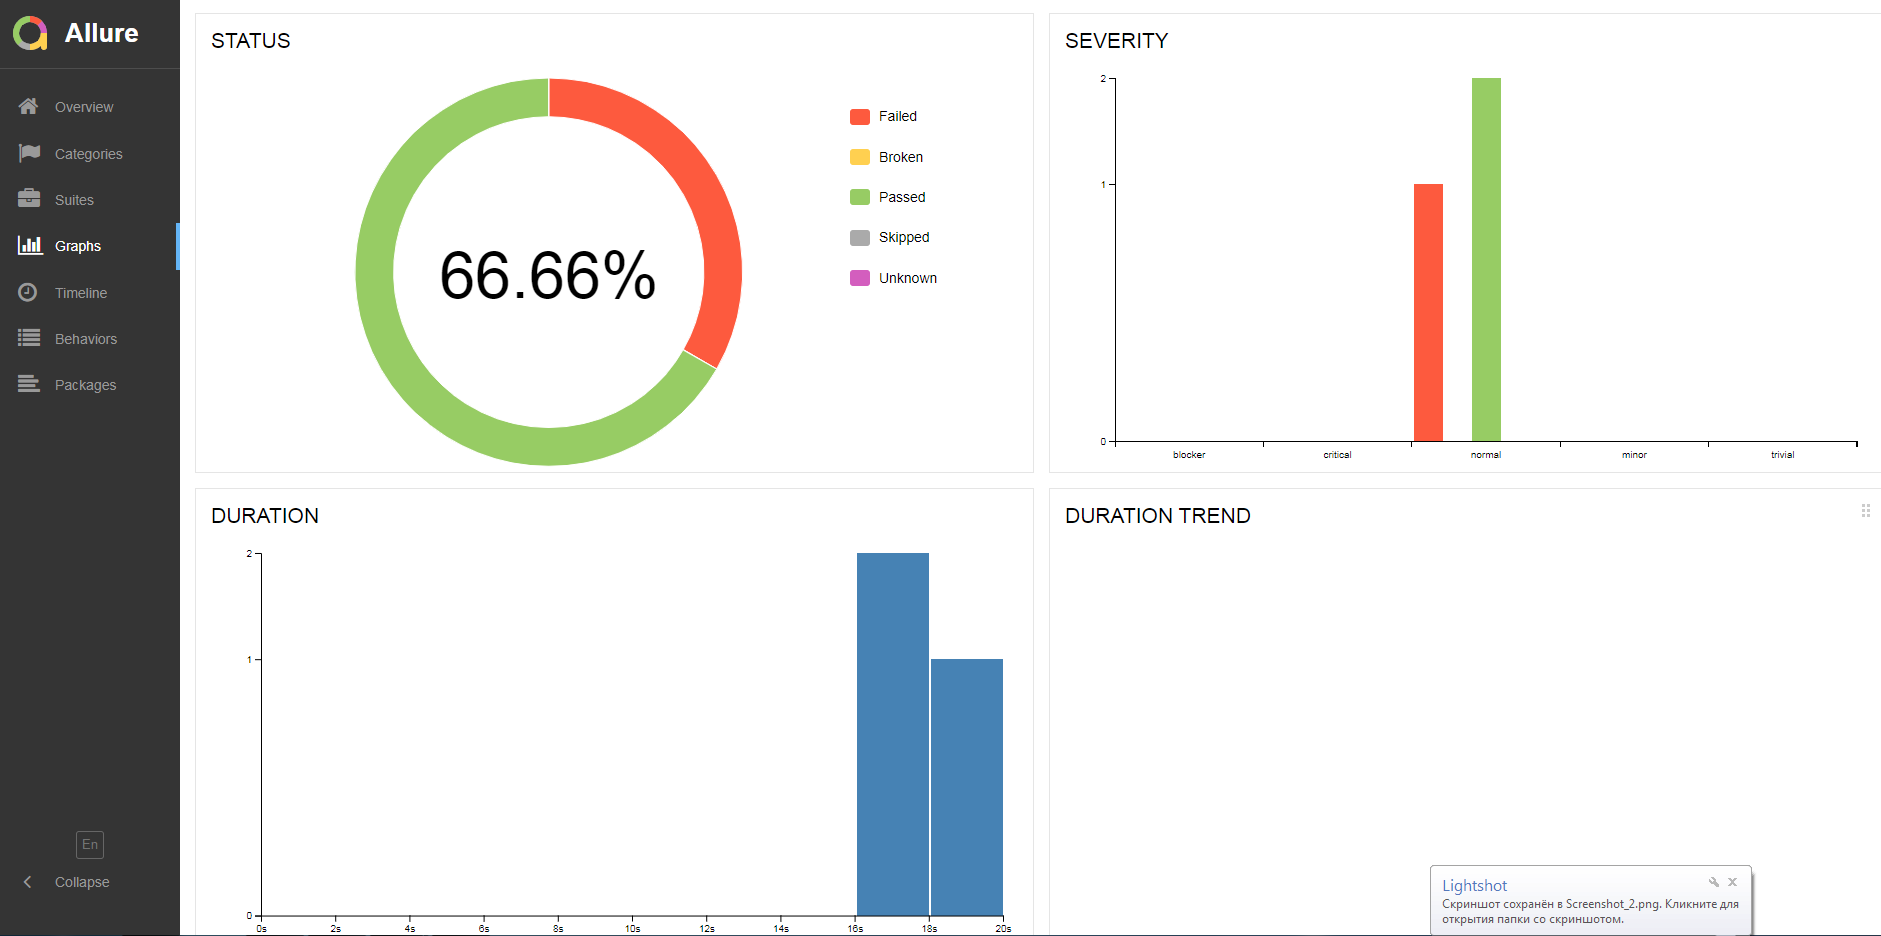 Allure
Overview
Categories
Suites
Graphs
Timeline
Behaviors
Packages
En
Collapse
STATUS
66.66%
Failed
Broken
Passed
Skipped
Unknown
SEVERITY
2
1
0
blocker critical normal minor trivial
DURATION
2
1
0
0s 2s 4s 6s 8s 10s 12s 14s 16s 18s 20s
DURATION TREND
Lightshot
Скриншот сохранён в Screenshot_2.png. Кликните для
открытия папки со скриншотом.